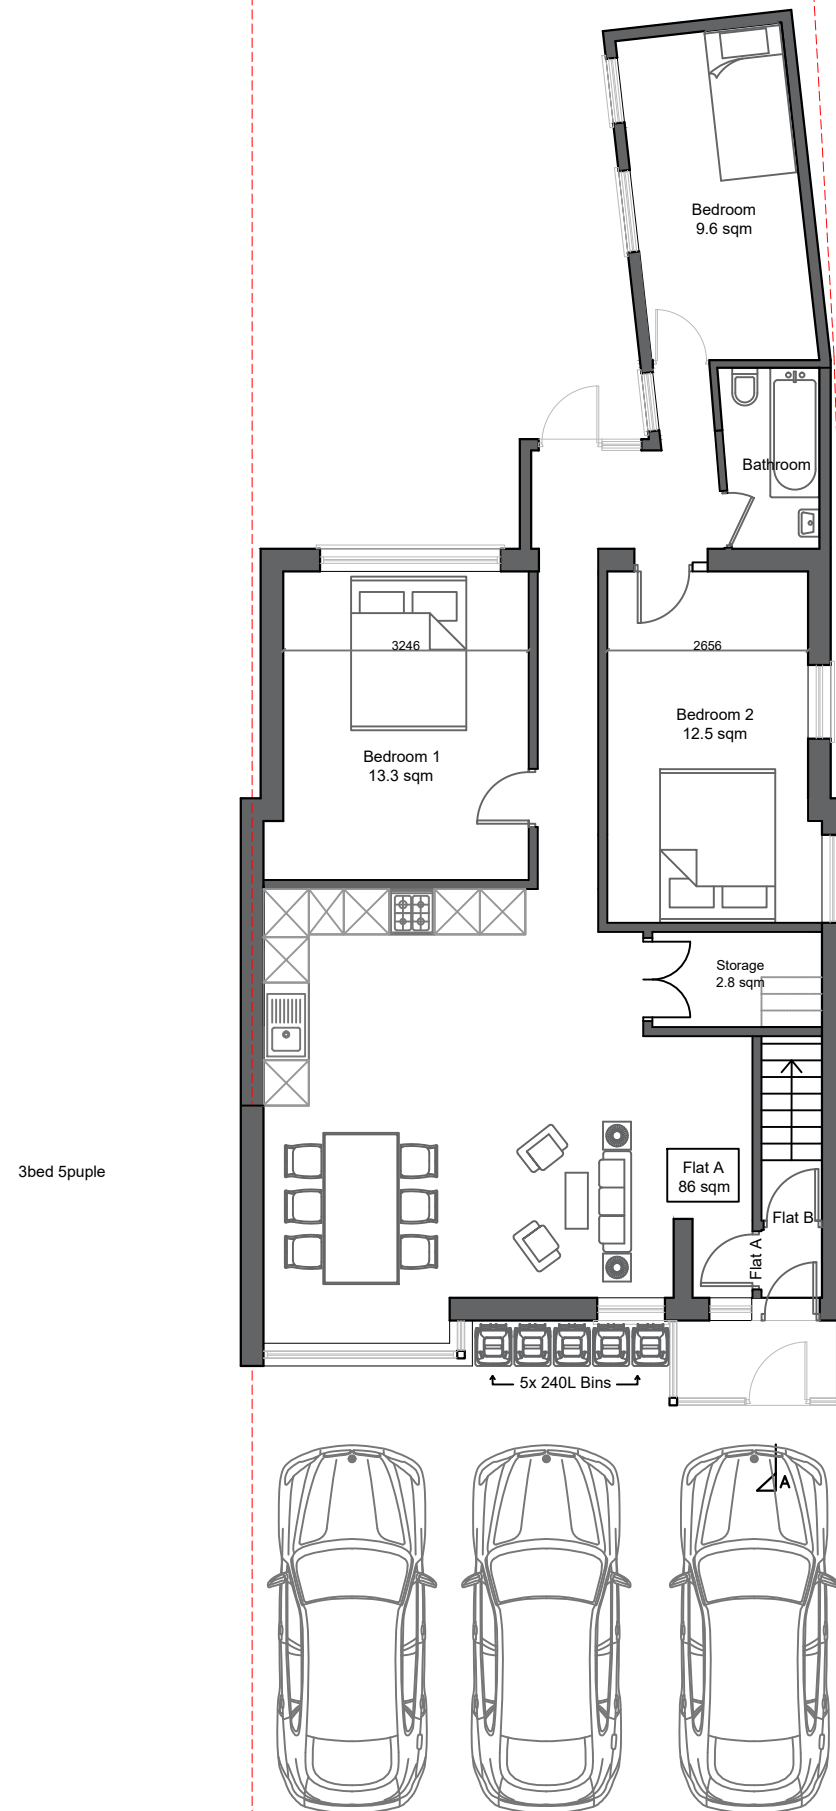 Bedroom
9.6 sqm
Bathroom
3246
2656
Bedroom 1
13.3 sqm
Bedroom 2
12.5 sqm
Storage
2.8 sqm
3bed 5puple
Flat A
86 sqm
Flat B
Flat A
5x 240L Bins
A